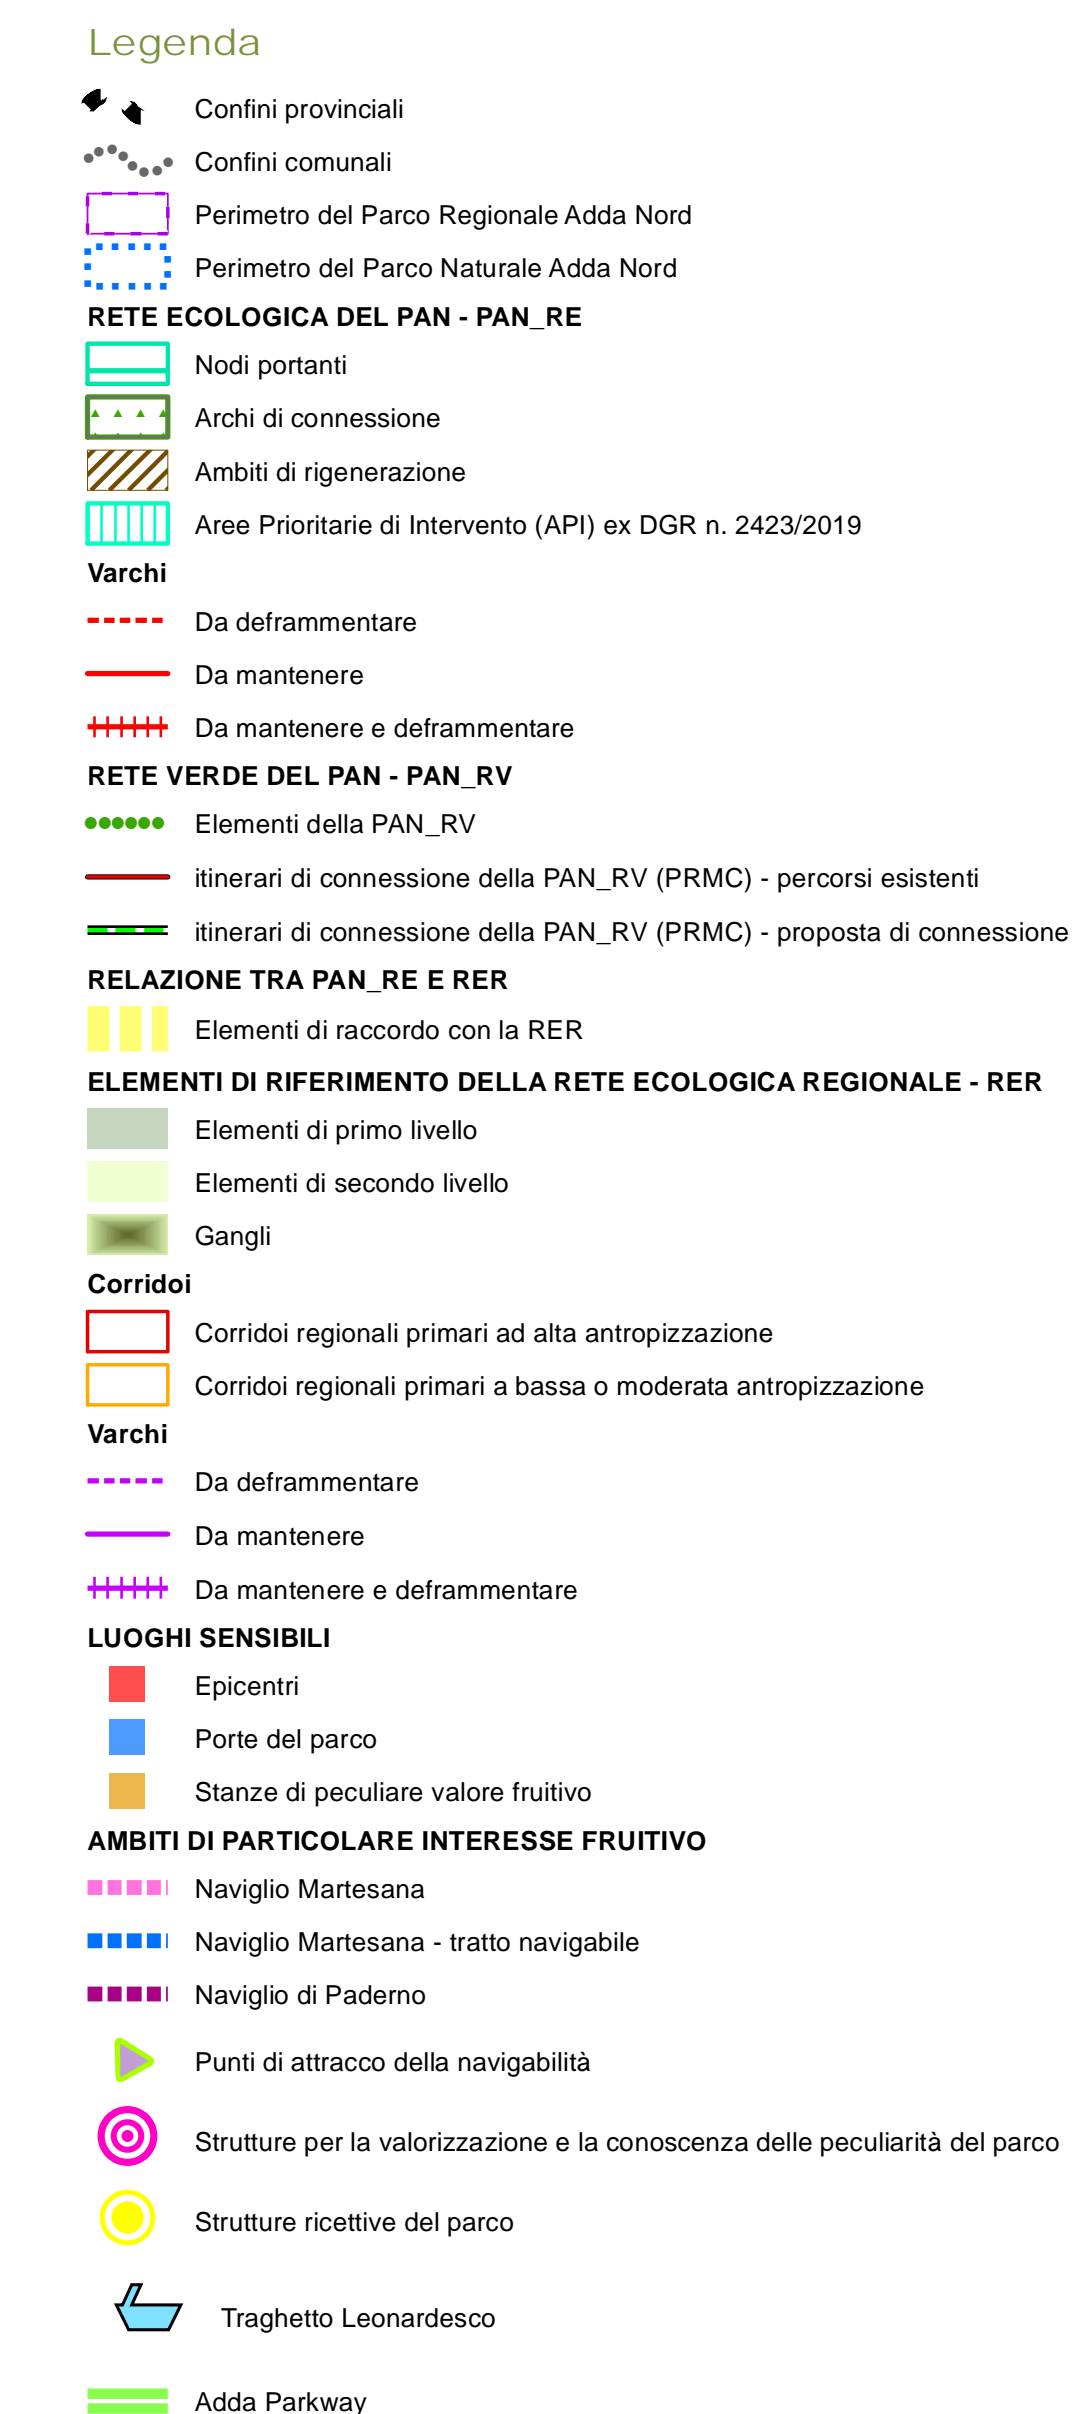 Legenda
Confini provinciali
Confini comunali
Perimetro del Parco Regionale Adda Nord
Perimetro del Parco Naturale Adda Nord
RETE ECOLOGICA DEL PAN - PAN_RE
Nodi portanti
Archi di connessione
Ambiti di rigenerazione
Aree Prioritarie di Intervento (API) ex DGR n. 2423/2019
Varchi
Da deframmentare
Da mantenere
Da mantenere e deframmentare
RETE VERDE DEL PAN - PAN_RV
Elementi della PAN_RV
itinerari di connessione della PAN_RV (PRMC) - percorsi esistenti
itinerari di connessione della PAN_RV (PRMC) - proposta di connessione
RELAZIONE TRA PAN_RE E RER
Elementi di raccordo con la RER
ELEMENTI DI RIFERIMENTO DELLA RETE ECOLOGICA REGIONALE - RER
Elementi di primo livello
Elementi di secondo livello
Gangli
Corridoi
Corridoi regionali primari ad alta antropizzazione
Corridoi regionali primari a bassa o moderata antropizzazione
Varchi
Da deframmentare
Da mantenere
Da mantenere e deframmentare
LUOGHI SENSIBILI
Epicentri
Porte del parco
Stanze di peculiare valore fruitivo
AMBITI DI PARTICOLARE INTERESSE FRUITIVO
Naviglio Martesana
Naviglio Martesana - tratto navigabile
Naviglio di Paderno
Punti di attracco della navigabilità
Strutture per la valorizzazione e la conoscenza delle peculiarità del parco
Strutture ricettive del parco
Traghetto Leonardesco
Adda Parkway